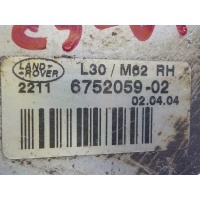 LAND-
ROVER
L30 / M62 RH
2211 6752059-02
02.04.04